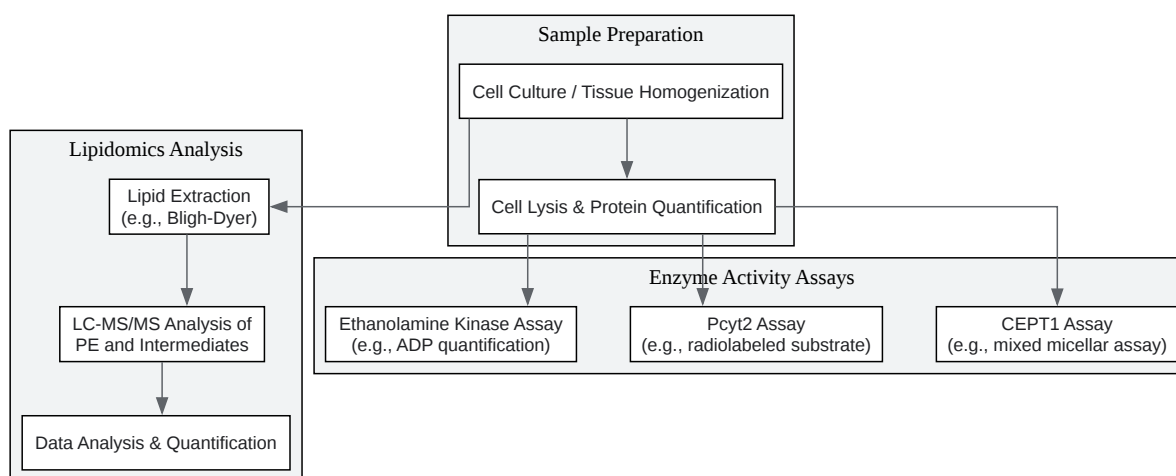 Sample Preparation
Cell Culture / Tissue Homogenization
Cell Lysis & Protein Quantification
Lipidomics Analysis
Lipid Extraction
(e.g., Bligh-Dyer)
LC-MS/MS Analysis of
PE and Intermediates
Data Analysis & Quantification
Enzyme Activity Assays
Ethanolamine Kinase Assay
(e.g., ADP quantification)
Pcyt2 Assay
(e.g., radiolabeled substrate)
CEPT1 Assay
(e.g., mixed micellar assay)